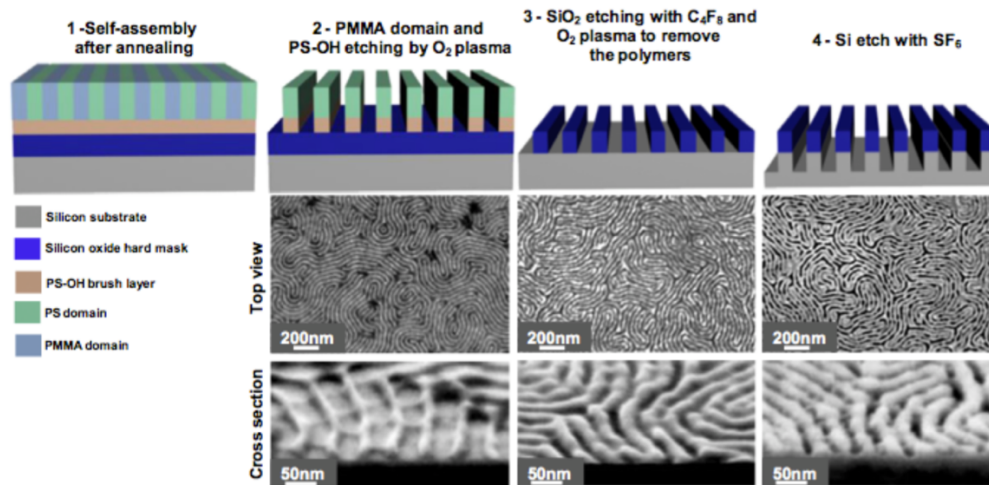 1 -Self-assembly
after annealing
2 - PMMA domain and
PS-OH etching by O₂ plasma
3 - SiO₂ etching with C₄F₈ and
O₂ plasma to remove
the polymers
4 - Si etch with SF₆
Silicon substrate
Silicon oxide hard mask
PS-OH brush layer
PS domain
PMMA domain
Top view
200nm
200nm
200nm
Cross section
50nm
50nm
50nm